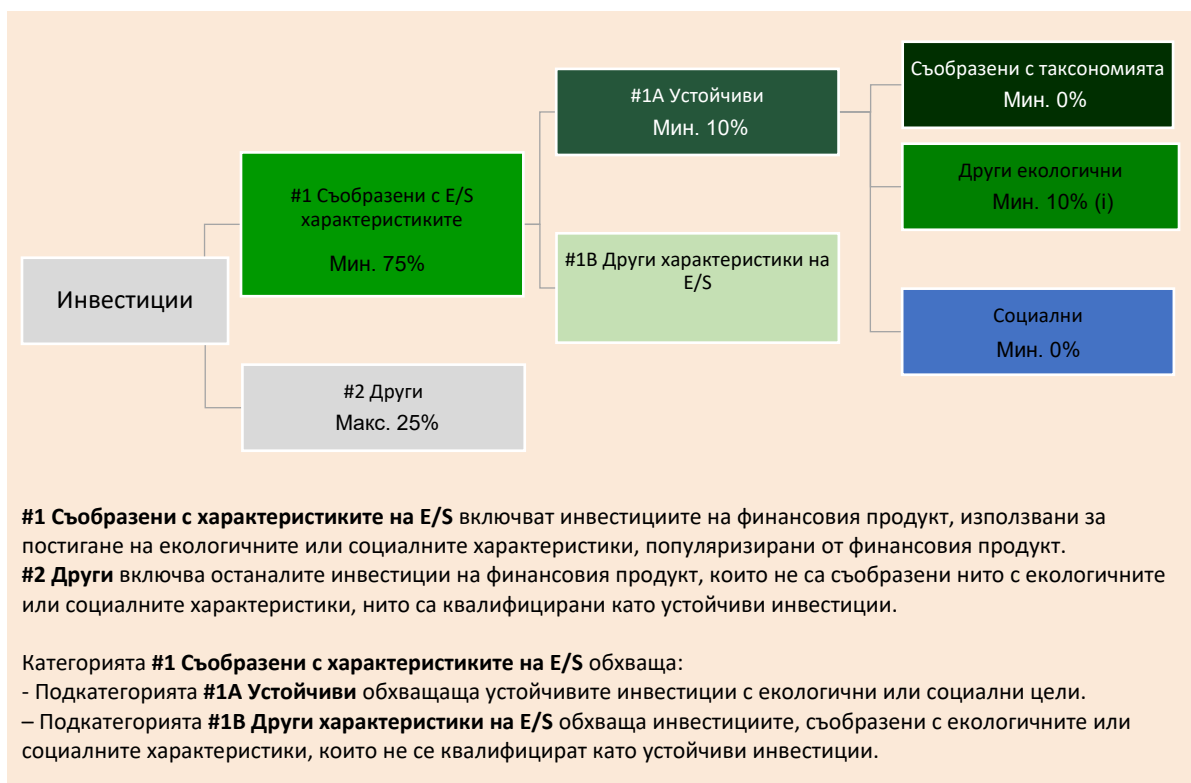 Инвестиции
#1 Съобразени с E/S
характеристиките
Мин. 75%
#2 Други
Макс. 25%
#1A Устойчиви
Мин. 10%
#1B Други характеристики на
E/S
Съобразени с таксономията
Мин. 0%
Други екологични
Мин. 10% (i)
Социални
Мин. 0%
#1 Съобразени с характеристиките на E/S включват инвестициите на финансовия продукт, използвани за
постигане на екологичните или социалните характеристики, популяризирани от финансовия продукт.
#2 Други включва останалите инвестиции на финансовия продукт, които не са съобразени нито с екологичните
или социалните характеристики, нито са квалифицирани като устойчиви инвестиции.
Категорията #1 Съобразени с характеристиките на E/S обхваща:
- Подкатегорията #1A Устойчиви обхващаща устойчивите инвестиции с екологични или социални цели.
– Подкатегорията #1B Други характеристики на E/S обхваща инвестициите, съобразени с екологичните или
социалните характеристики, които не се квалифицират като устойчиви инвестиции.